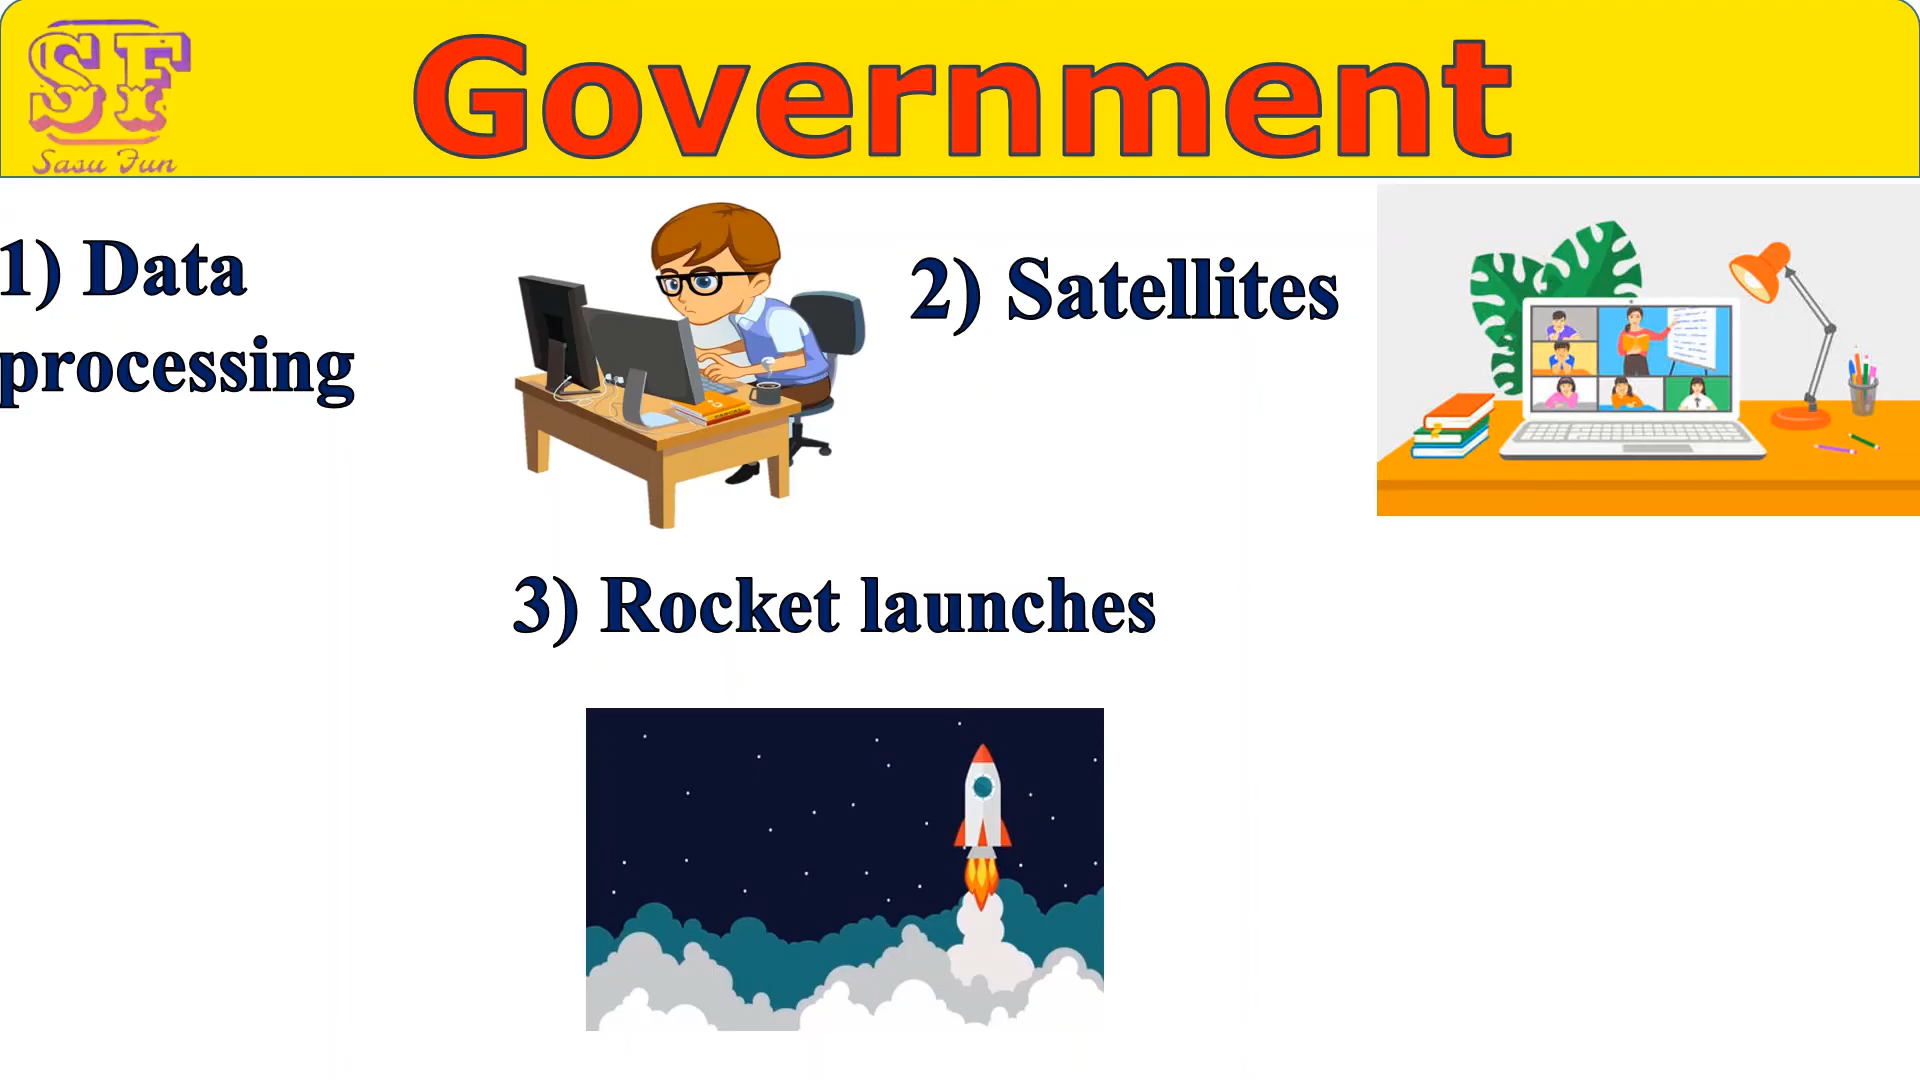 SF
Sasu Fun
Government
1) Data
processing
2) Satellites
3) Rocket launches